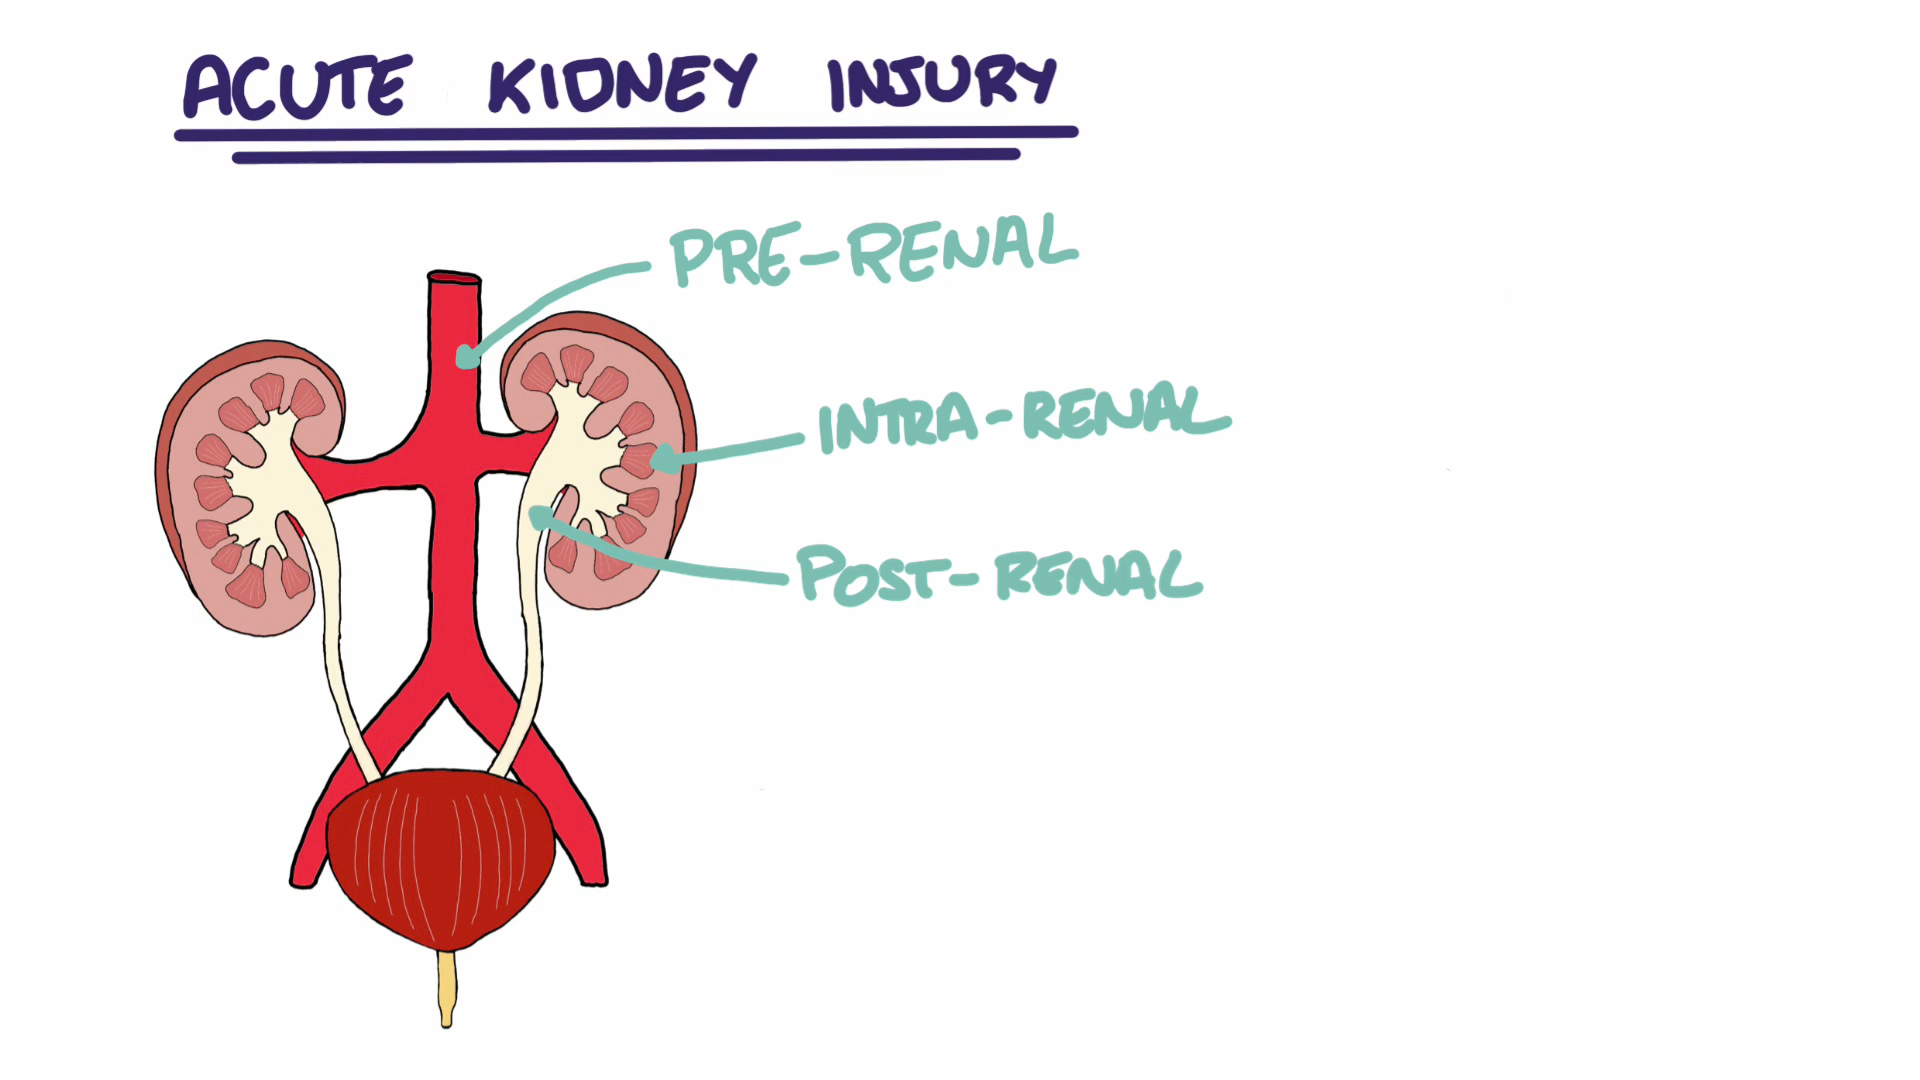 ACUTE KIDNEY INJURY
PRE-RENAL
INTRA-RENAL
POST-RENAL